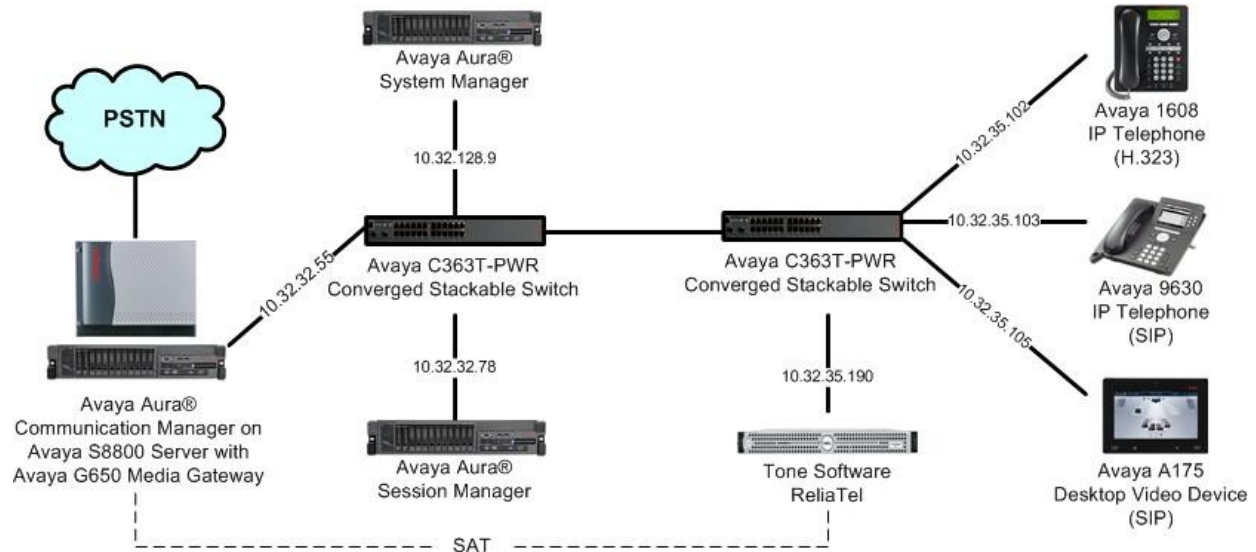 PSTN
Avaya Aura®
System Manager
10.32.128.9
10.32.32.55
Avaya C363T-PWR
Converged Stackable Switch
10.32.32.78
Avaya Aura®
Session Manager
Avaya Aura®
Communication Manager on
Avaya S8800 Server with
Avaya G650 Media Gateway
SAT
Avaya C363T-PWR
Converged Stackable Switch
10.32.35.190
Tone Software
ReliaTel
10.32.35.102
10.32.35.103
10.32.35.105
Avaya 1608
IP Telephone
(H.323)
Avaya 9630
IP Telephone
(SIP)
Avaya A175
Desktop Video Device
(SIP)